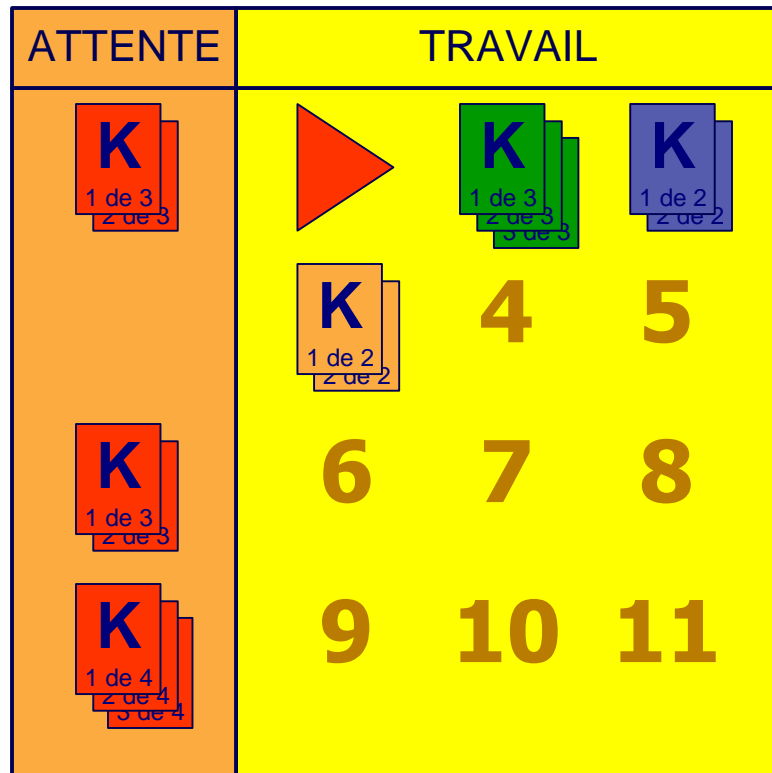 ATTENTE TRAVAIL
K K K
1 de 3 1 de 3 1 de 2
2 de 3 2 de 3 2 de 2
3 de 3
K 4 5
1 de 2
2 de 2
K 6 7 8
1 de 3
2 de 3
K 9 10 11
1 de 4
2 de 4
3 de 4